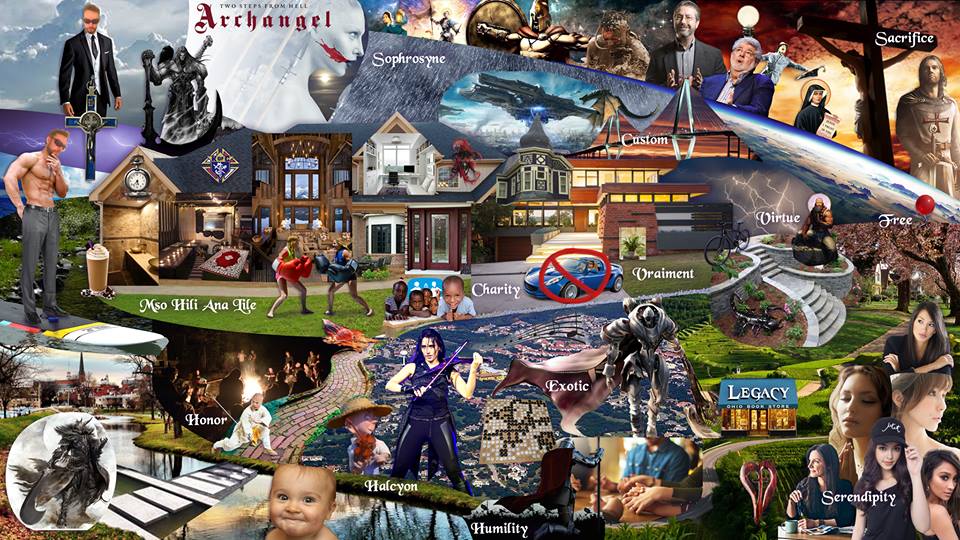 TWO STEPS FROM HELL
Archangel
Sacrifice
Sophrosyne
Custom
Virtue
Free
Vraiment
Charity
Mso Hili Ana Lile
Exotic
LEGACY
OHIO BOOK STORE
Honor
Halcyon
Serendipity
Humility